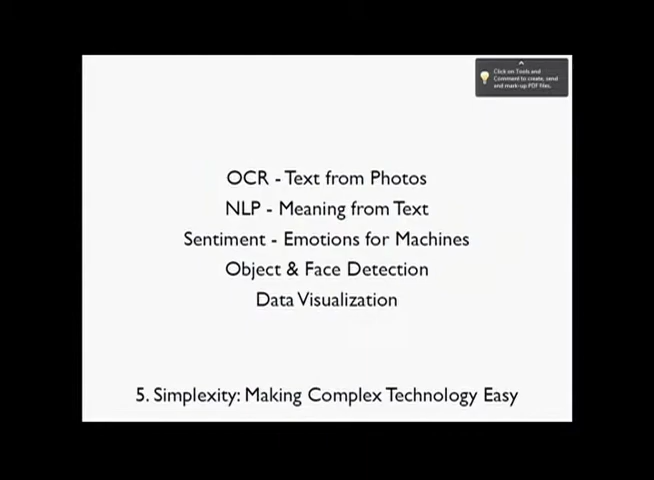 Click on Tools and
Comment to create, send
and mark-up PDF files.
OCR - Text from Photos
NLP - Meaning from Text
Sentiment - Emotions for Machines
Object & Face Detection
Data Visualization
5. Simplexity: Making Complex Technology Easy